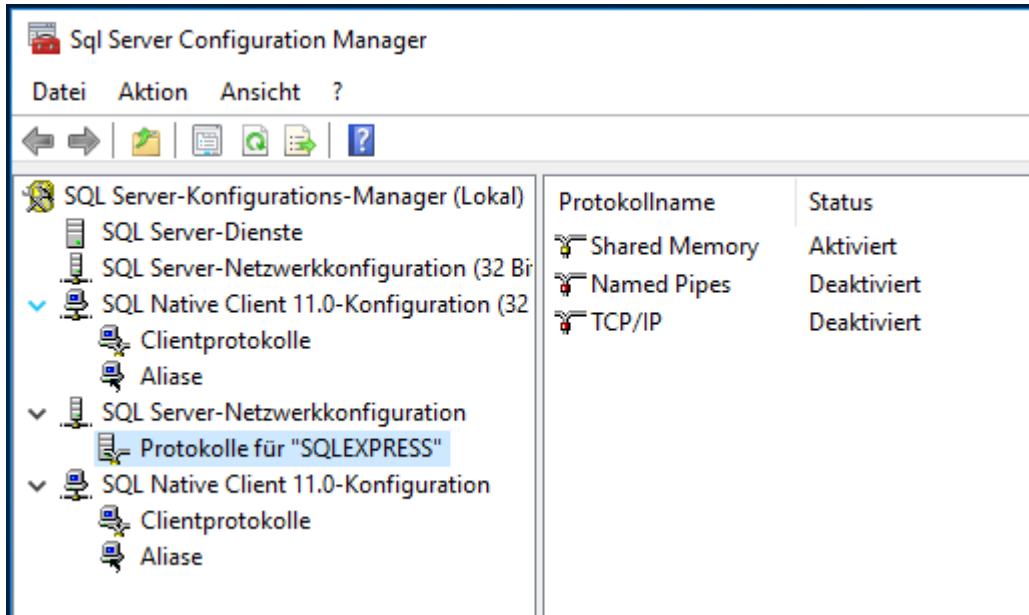 Sql Server Configuration Manager
Datei Aktion Ansicht ?
SQL Server-Konfigurations-Manager (Lokal)
SQL Server-Dienste
SQL Server-Netzwerkkonfiguration (32 Bi
SQL Native Client 11.0-Konfiguration (32
Clientprotokolle
Aliase
SQL Server-Netzwerkkonfiguration
Protokolle für "SQLEXPRESS"
SQL Native Client 11.0-Konfiguration
Clientprotokolle
Aliase
Protokollname Status
Shared Memory Aktiviert
Named Pipes Deaktiviert
TCP/IP Deaktiviert